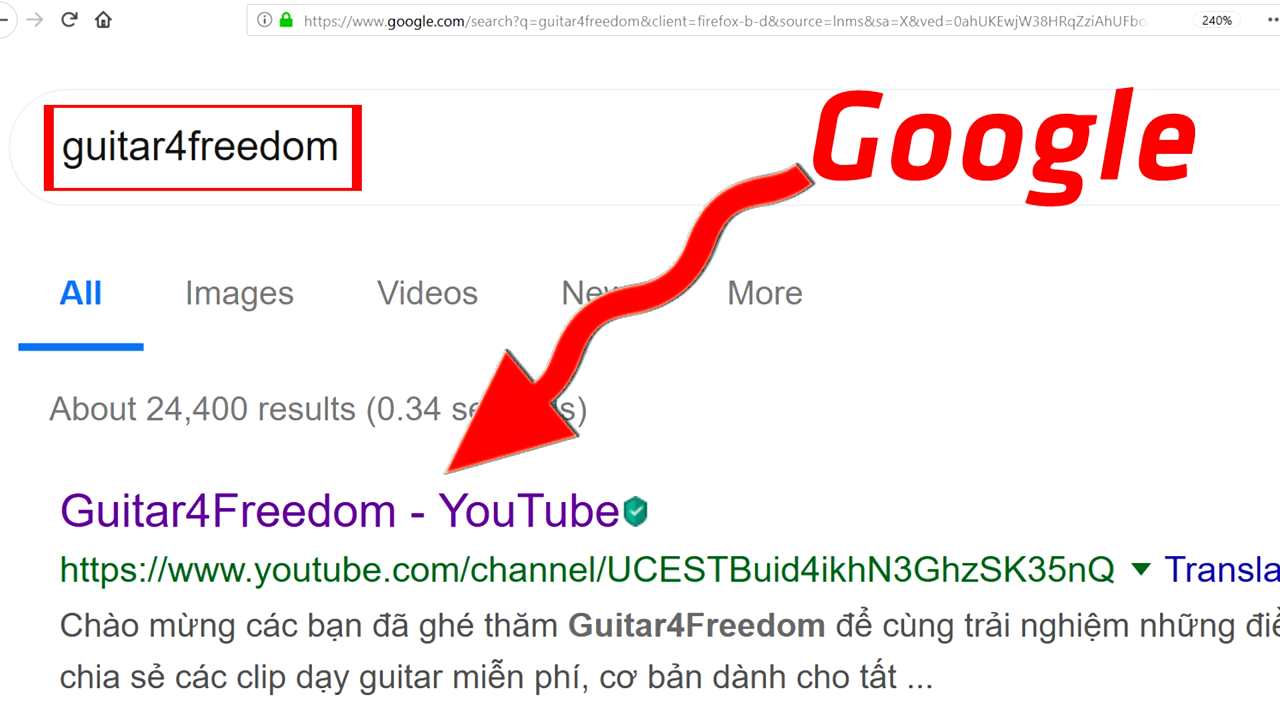 https://www.google.com/search?q=guitar4freedom&client=firefox-b-d&source=lnms&sa=X&ved=0ahUKEwjW38HRqZziAhUFbo
240%
guitar4freedom
Google
All Images Videos More
About 24,400 results (0.34
Guitar4Freedom - YouTube
https://www.youtube.com/channel/UCESTBuid4ikhN3GhzSK35nQ Transla
Chào mừng các bạn đã ghé thăm Guitar4Freedom để cùng trải nghiệm những
chia sẻ các clip dạy guitar miễn phí, cơ bản dành cho tất ...